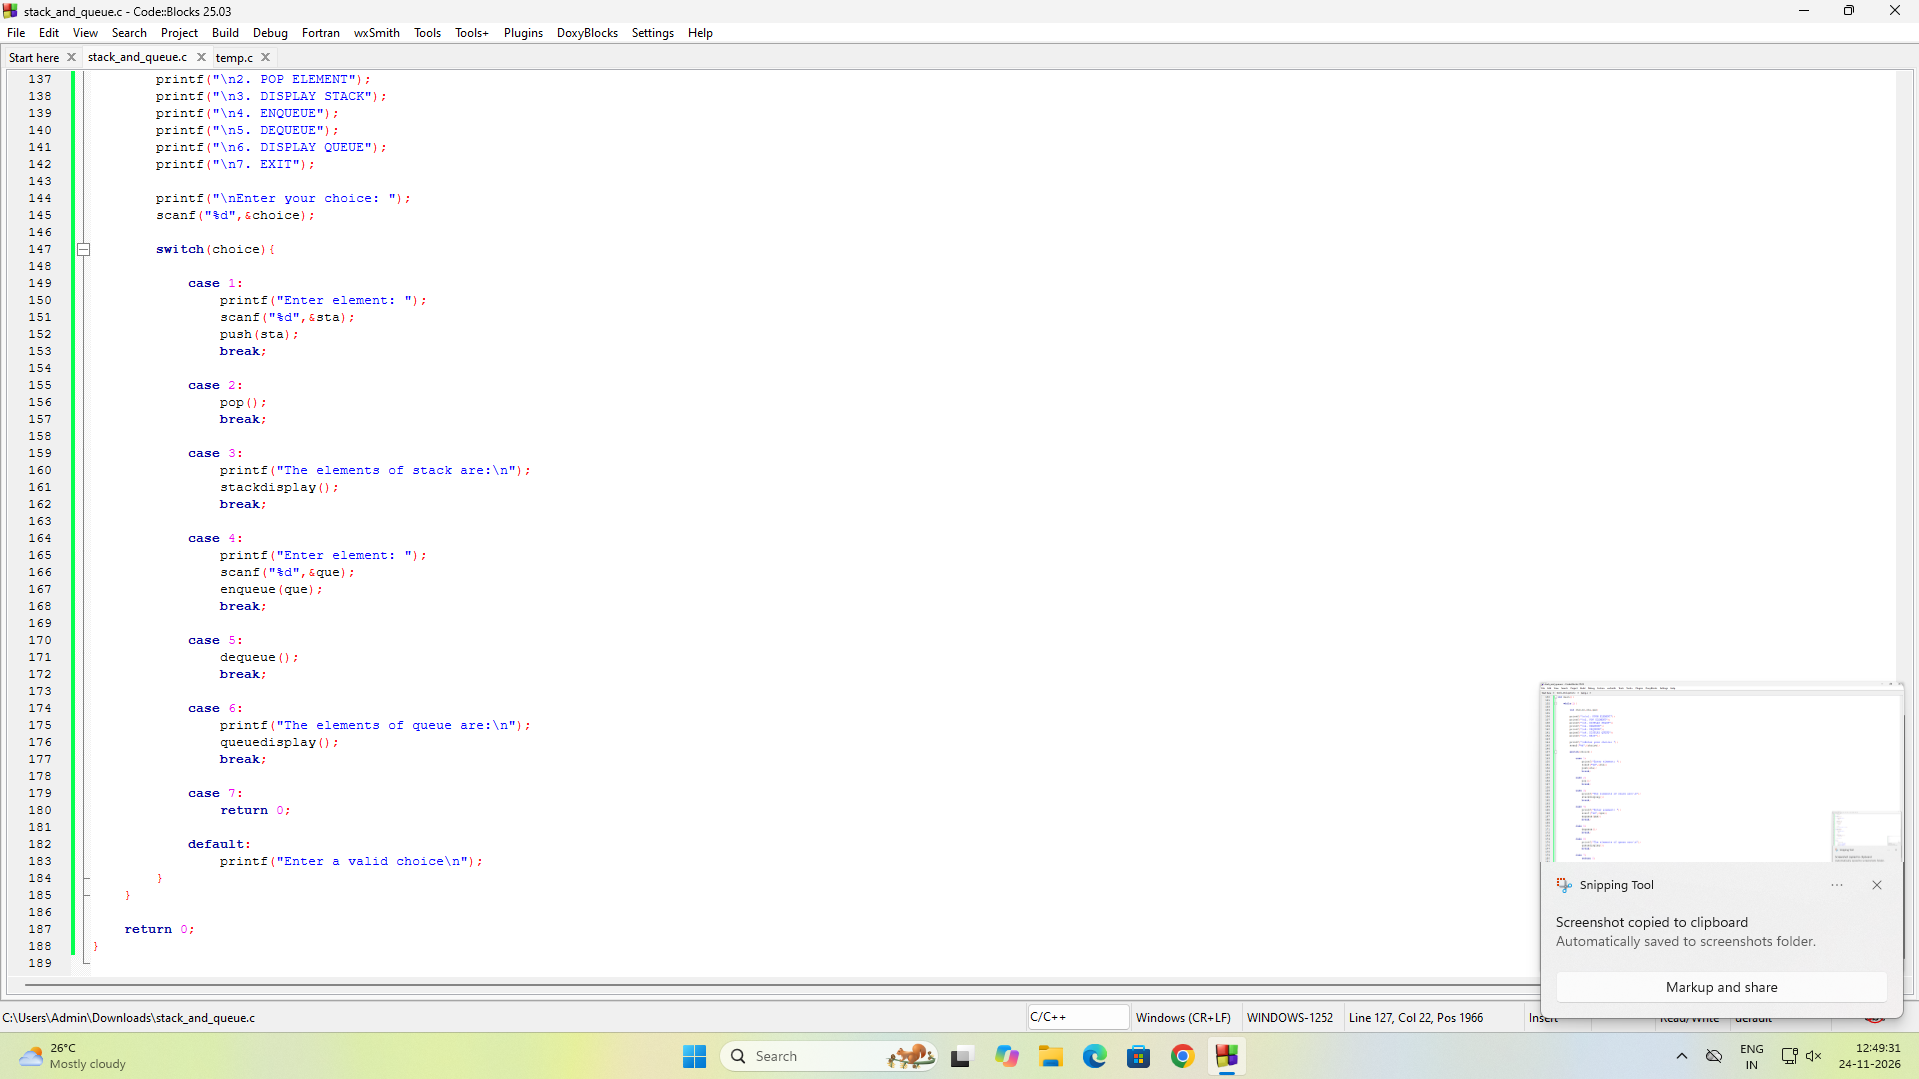 stack_and_queue.c - Code::Blocks 25.03
File Edit View Search Project Build Debug Fortran wxSmith Tools Tools+ Plugins DoxyBlocks Settings Help
Start here stack_and_queue.c temp.c
137 printf("\n2. POP ELEMENT");
138 printf("\n3. DISPLAY STACK");
139 printf("\n4. ENQUEUE");
140 printf("\n5. DEQUEUE");
141 printf("\n6. DISPLAY QUEUE");
142 printf("\n7. EXIT");
143
144 printf("\nEnter your choice: ");
145 scanf("%d",&choice);
146
147 switch(choice){
148
149 case 1:
150 printf("Enter element: ");
151 scanf("%d",&sta);
152 push(sta);
153 break;
154
155 case 2:
156 pop();
157 break;
158
159 case 3:
160 printf("The elements of stack are:\n");
161 stackdisplay();
162 break;
163
164 case 4:
165 printf("Enter element: ");
166 scanf("%d",&que);
167 enqueue(que);
168 break;
169
170 case 5:
171 dequeue();
172 break;
173
174 case 6:
175 printf("The elements of queue are:\n");
176 queuedisplay();
177 break;
178
179 case 7:
180 return 0;
181
182 default:
183 printf("Enter a valid choice\n");
184 }
185 }
186
187 return 0;
188 }
189
Snipping Tool
Screenshot copied to clipboard
Automatically saved to screenshots folder.
Markup and share
C:\Users\Admin\Downloads\stack_and_queue.c C/C++ Windows (CR+LF) WINDOWS-1252 Line 127, Col 22, Pos 1966 Insert Read/Write default
26°C
Mostly cloudy
Search
ENG
IN
12:49:31
24-11-2026